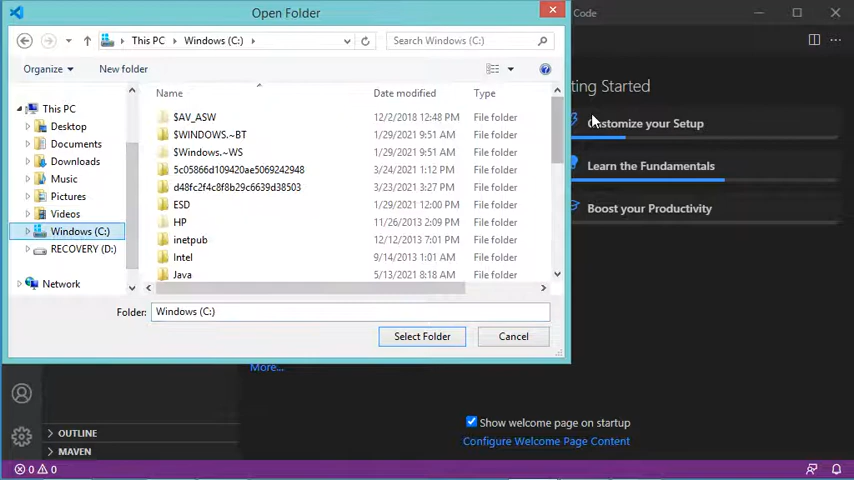 Open Folder
Code
This PC > Windows (C:) >
Search Windows (C:)
Organize
New folder
ting Started
Name
Date modified
Type
This PC
Desktop
Documents
Downloads
Music
Pictures
Videos
Windows (C:)
RECOVERY (D:)
Network
$AV_ASW 12/2/2018 12:48 PM File folder
$WINDOWS.~BT 1/29/2021 9:51 AM File folder
$Windows.~WS 1/29/2021 9:51 AM File folder
5c05866d109420ae5069242948 3/24/2021 1:12 PM File folder
d48fc2f4c8f8b29c6639d38503 3/23/2021 3:27 PM File folder
ESD 1/29/2021 12:00 PM File folder
HP 11/26/2013 2:09 PM File folder
inetpub 12/12/2013 7:01 PM File folder
Intel 9/14/2013 1:01 AM File folder
Java 5/13/2021 8:18 AM File folder
Folder: Windows (C:)
Select Folder
Cancel
Customize your Setup
Learn the Fundamentals
Boost your Productivity
More...
Show welcome page on startup
Configure Welcome Page Content
OUTLINE
MAVEN
0 0